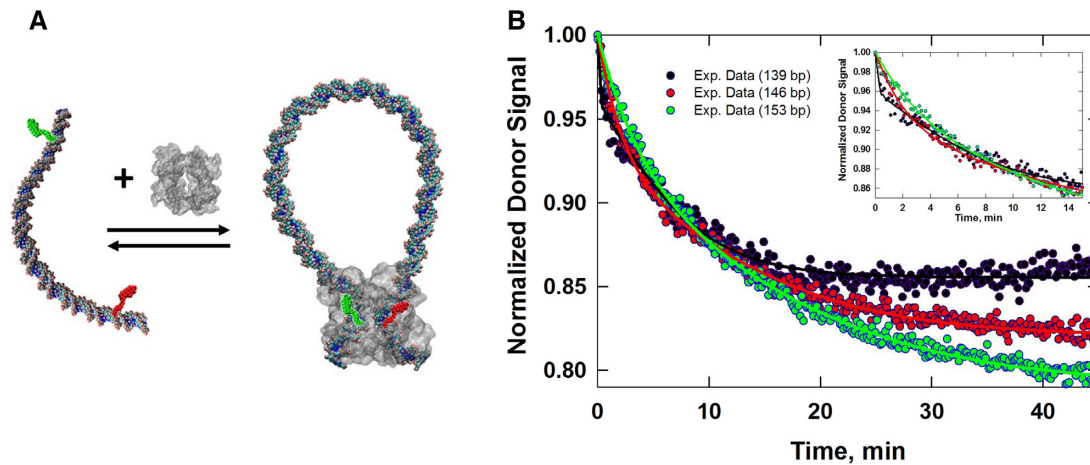 A
+
B
Normalized Donor Signal
1.00
0.95
0.90
0.85
0.80
0 10 20 30 40
Time, min
Exp. Data (139 bp)
Exp. Data (146 bp)
Exp. Data (153 bp)
Normalized Donor Signal
1.00
0.98
0.96
0.94
0.92
0.90
0.88
0.86
0 2 4 6 8 10 12 14
Time, min